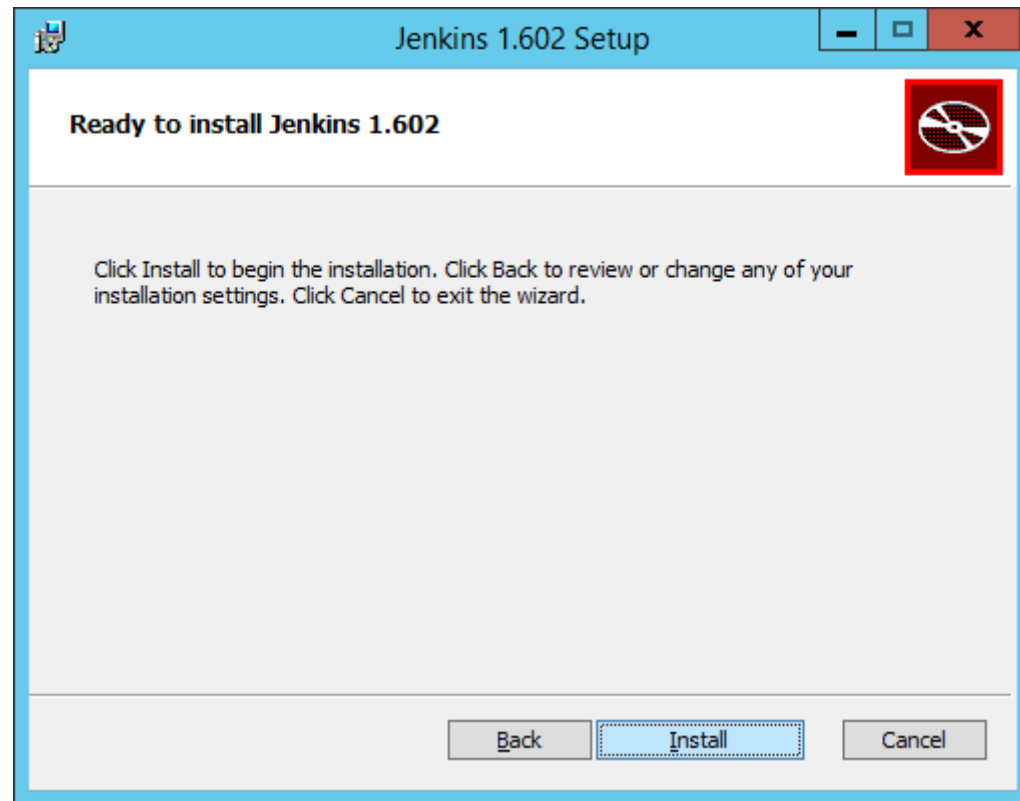 Jenkins 1.602 Setup
Ready to install Jenkins 1.602
Click Install to begin the installation. Click Back to review or change any of your
installation settings. Click Cancel to exit the wizard.
Back
Install
Cancel